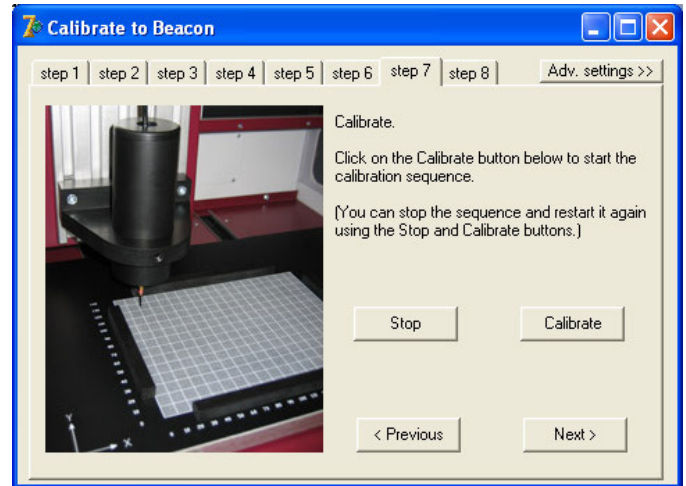 Calibrate to Beacon
step 1 step 2 step 3 step 4 step 5 step 6 step 7 step 8 Adv. settings >>
Calibrate.
Click on the Calibrate button below to start the
calibration sequence.
(You can stop the sequence and restart it again
using the Stop and Calibrate buttons.)
Stop Calibrate
< Previous Next >
Y
X